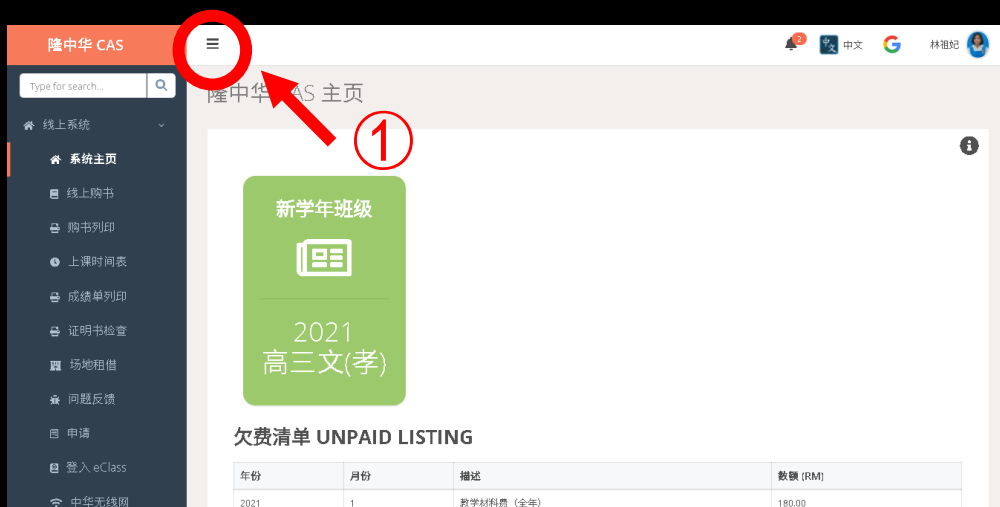 隆中华 CAS
2
中文
中文
林祖妃
Type for search...
隆中华 CAS 主页
线上系统
①
系统主页
线上购书
购书列印
上课时间表
成绩单列印
证明书检查
场地租借
问题反馈
申请
登入 eClass
中华无线网
新学年班级
2021
高三文(孝)
欠费清单 UNPAID LISTING
年份 月份 描述 数额 (RM)
2021 1 教学材料费（全年） 180.00